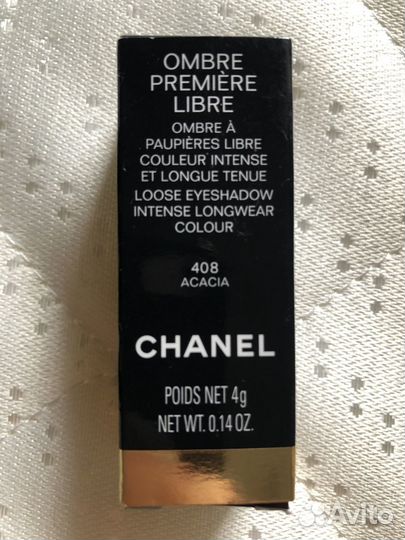 OMBRE
PREMIÈRE
LIBRE
OMBRE À
PAUPIÈRES LIBRE
COULEUR INTENSE
ET LONGUE TENUE
LOOSE EYESHADOW
INTENSE LONGWEAR
COLOUR
408
ACACIA
CHANEL
POIDS NET 4g
NET WT. 0.14 OZ.
Avito